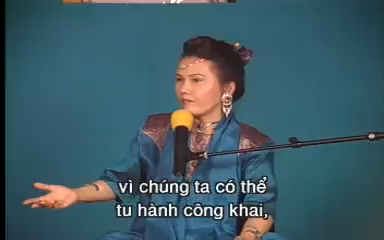 vì chúng ta có thể
tu hành công khai,